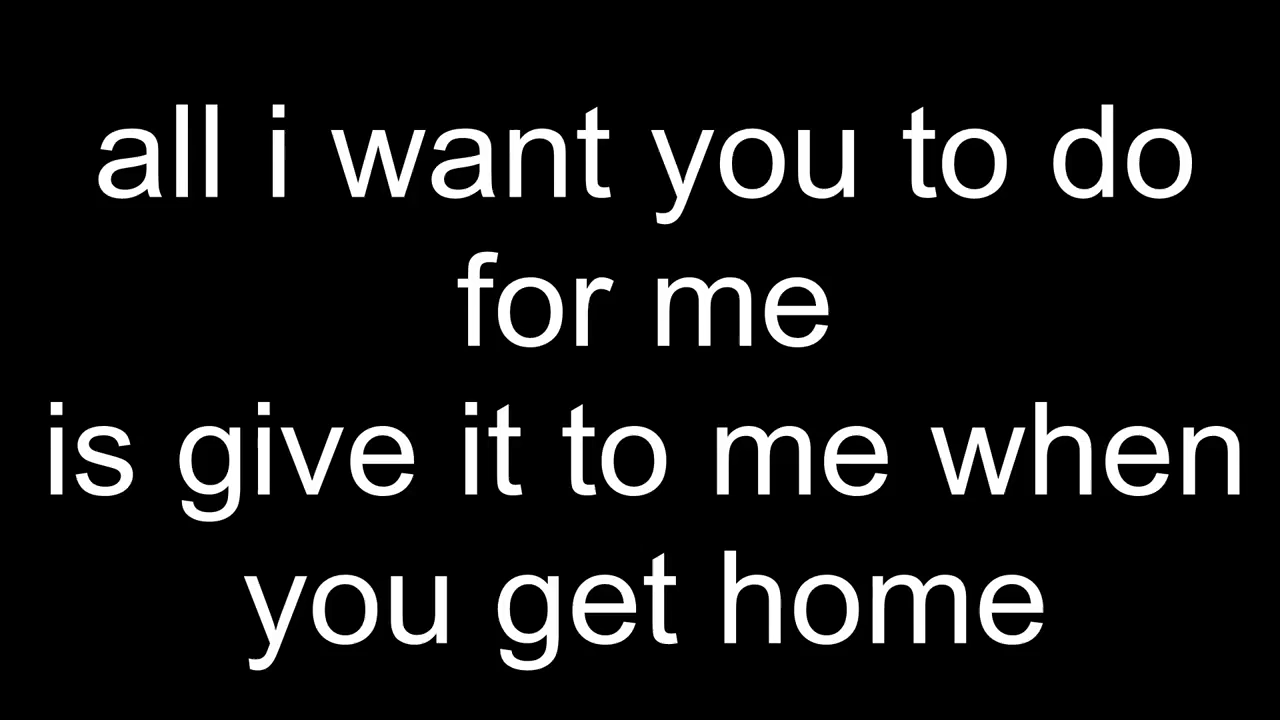 all i want you to do
for me
is give it to me when
you get home